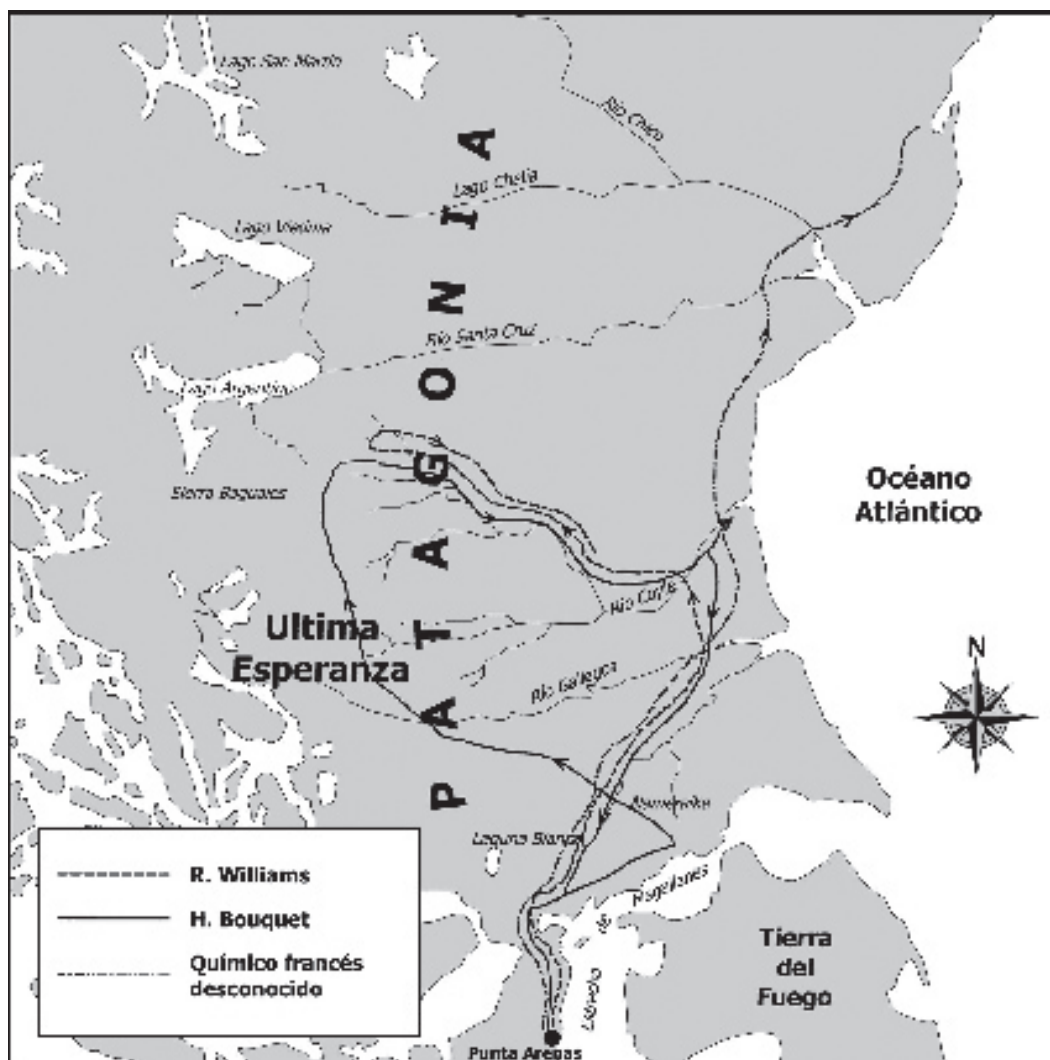 Lago San Martín
Río Chico
Lago Chalía
Lago Viedma
Río Santa Cruz
Lago Argentino
Sierra Baguales
PATAGONIA
Océano
Atlántico
Río Coyle
Ultima
Esperanza
Río Gallegos
N
Laguna Blanca
Magallanes
de
R. Williams
H. Bouquet
Químico francés
desconocido
Tierra
del
Fuego
Punta Arenas